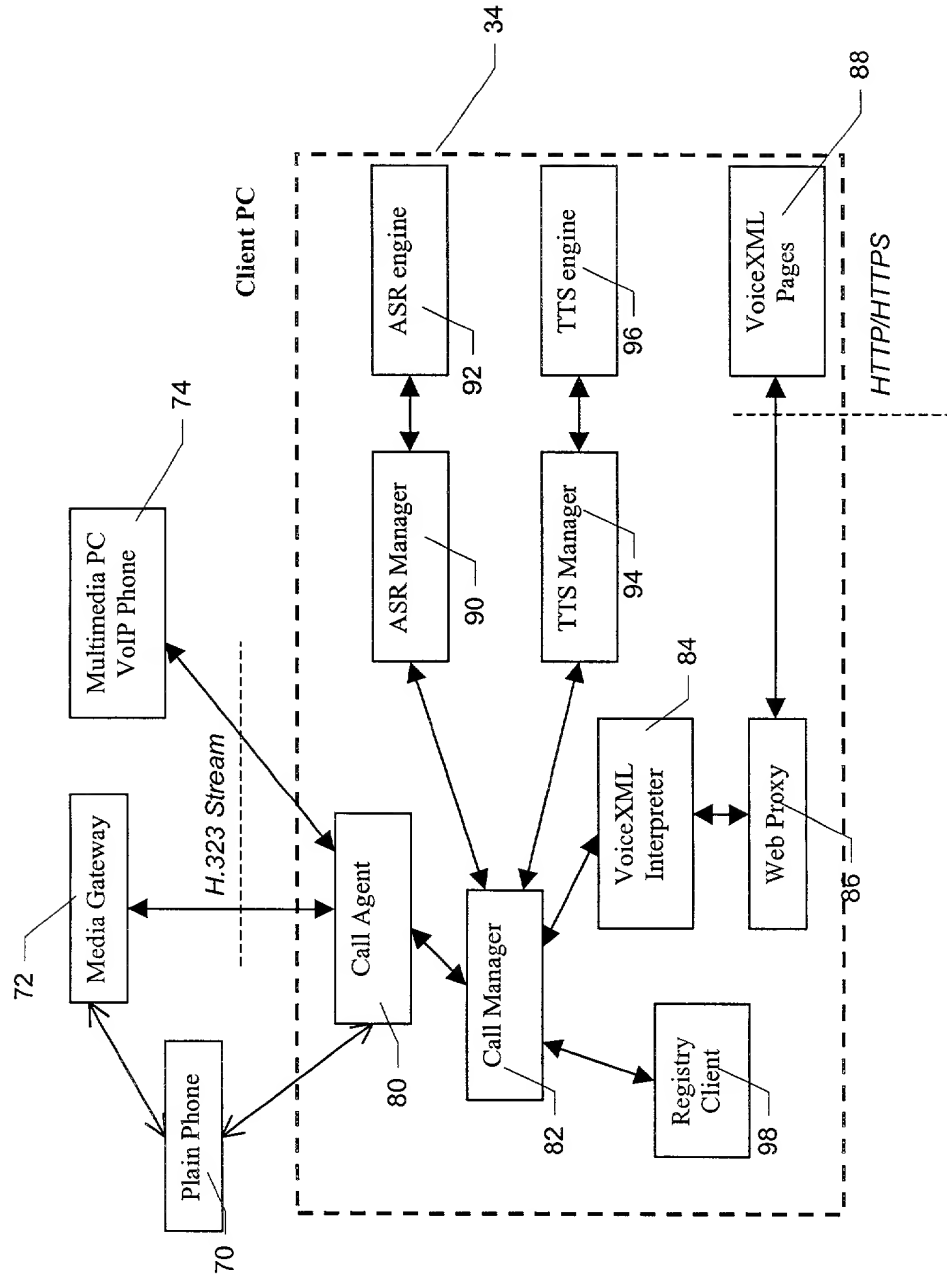 Plain Phone
70
72
Media Gateway
Multimedia PC
VoIP Phone
74
H.323 Stream
Client PC
34
Call Agent
80
Call Manager
82
ASR Manager
90
ASR engine
92
TTS Manager
94
TTS engine
96
Registry
Client
98
VoiceXML
Interpreter
84
Web Proxy
86
VoiceXML
Pages
88
HTTP/HTTPS